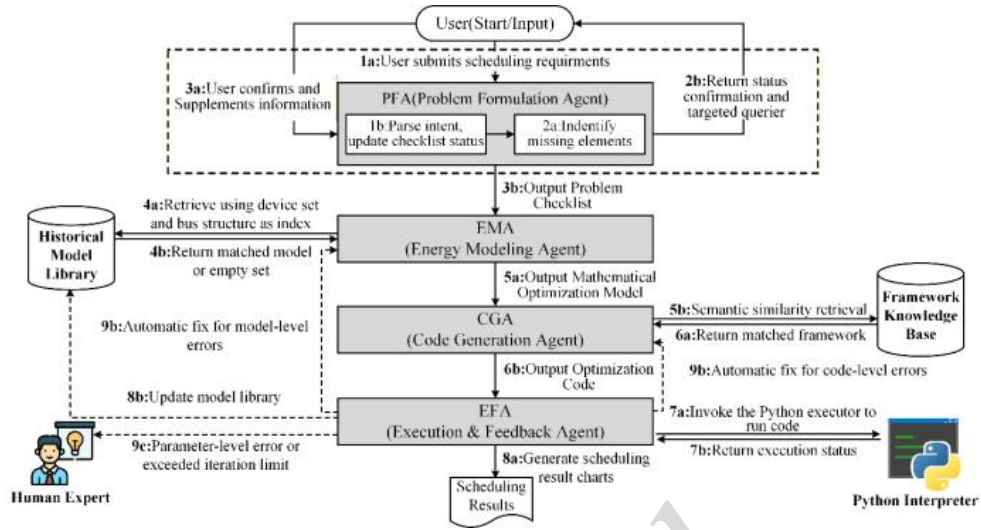 User(Start/Input)
1a:User submits scheduling requirments
3a:User confirms and
Supplements information
2b:Return status
confirmation and
targeted querier
PFA(Problem Formulation Agent)
1b:Parse intent,
update checklist status
2a:Indentify
missing elements
3b:Output Problem
Checklist
4a:Retrieve using device set
and bus structure as index
4b:Return matched model
or empty set
Historical
Model
Library
EMA
(Energy Modeling Agent)
5a:Output Mathematical
Optimization Model
5b:Semantic similarity retrieval
6a:Return matched framework
Framework
Knowledge
Base
9b:Automatic fix for model-level
errors
CGA
(Code Generation Agent)
6b:Output Optimization
Code
9b:Automatic fix for code-level errors
8b:Update model library
EFA
(Execution & Feedback Agent)
7a:Invoke the Python executor to
run code
7b:Return execution status
9c:Parameter-level error or
exceeded iteration limit
8a:Generate scheduling
result charts
Human Expert
Scheduling
Results
Python Interpreter